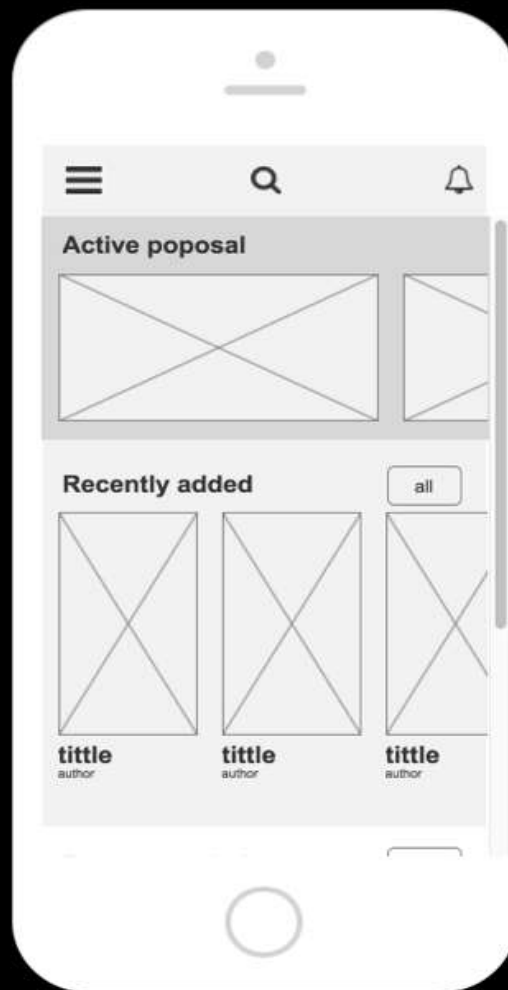 Active poposal
Recently added
all
tittle
author
tittle
author
tittle
author